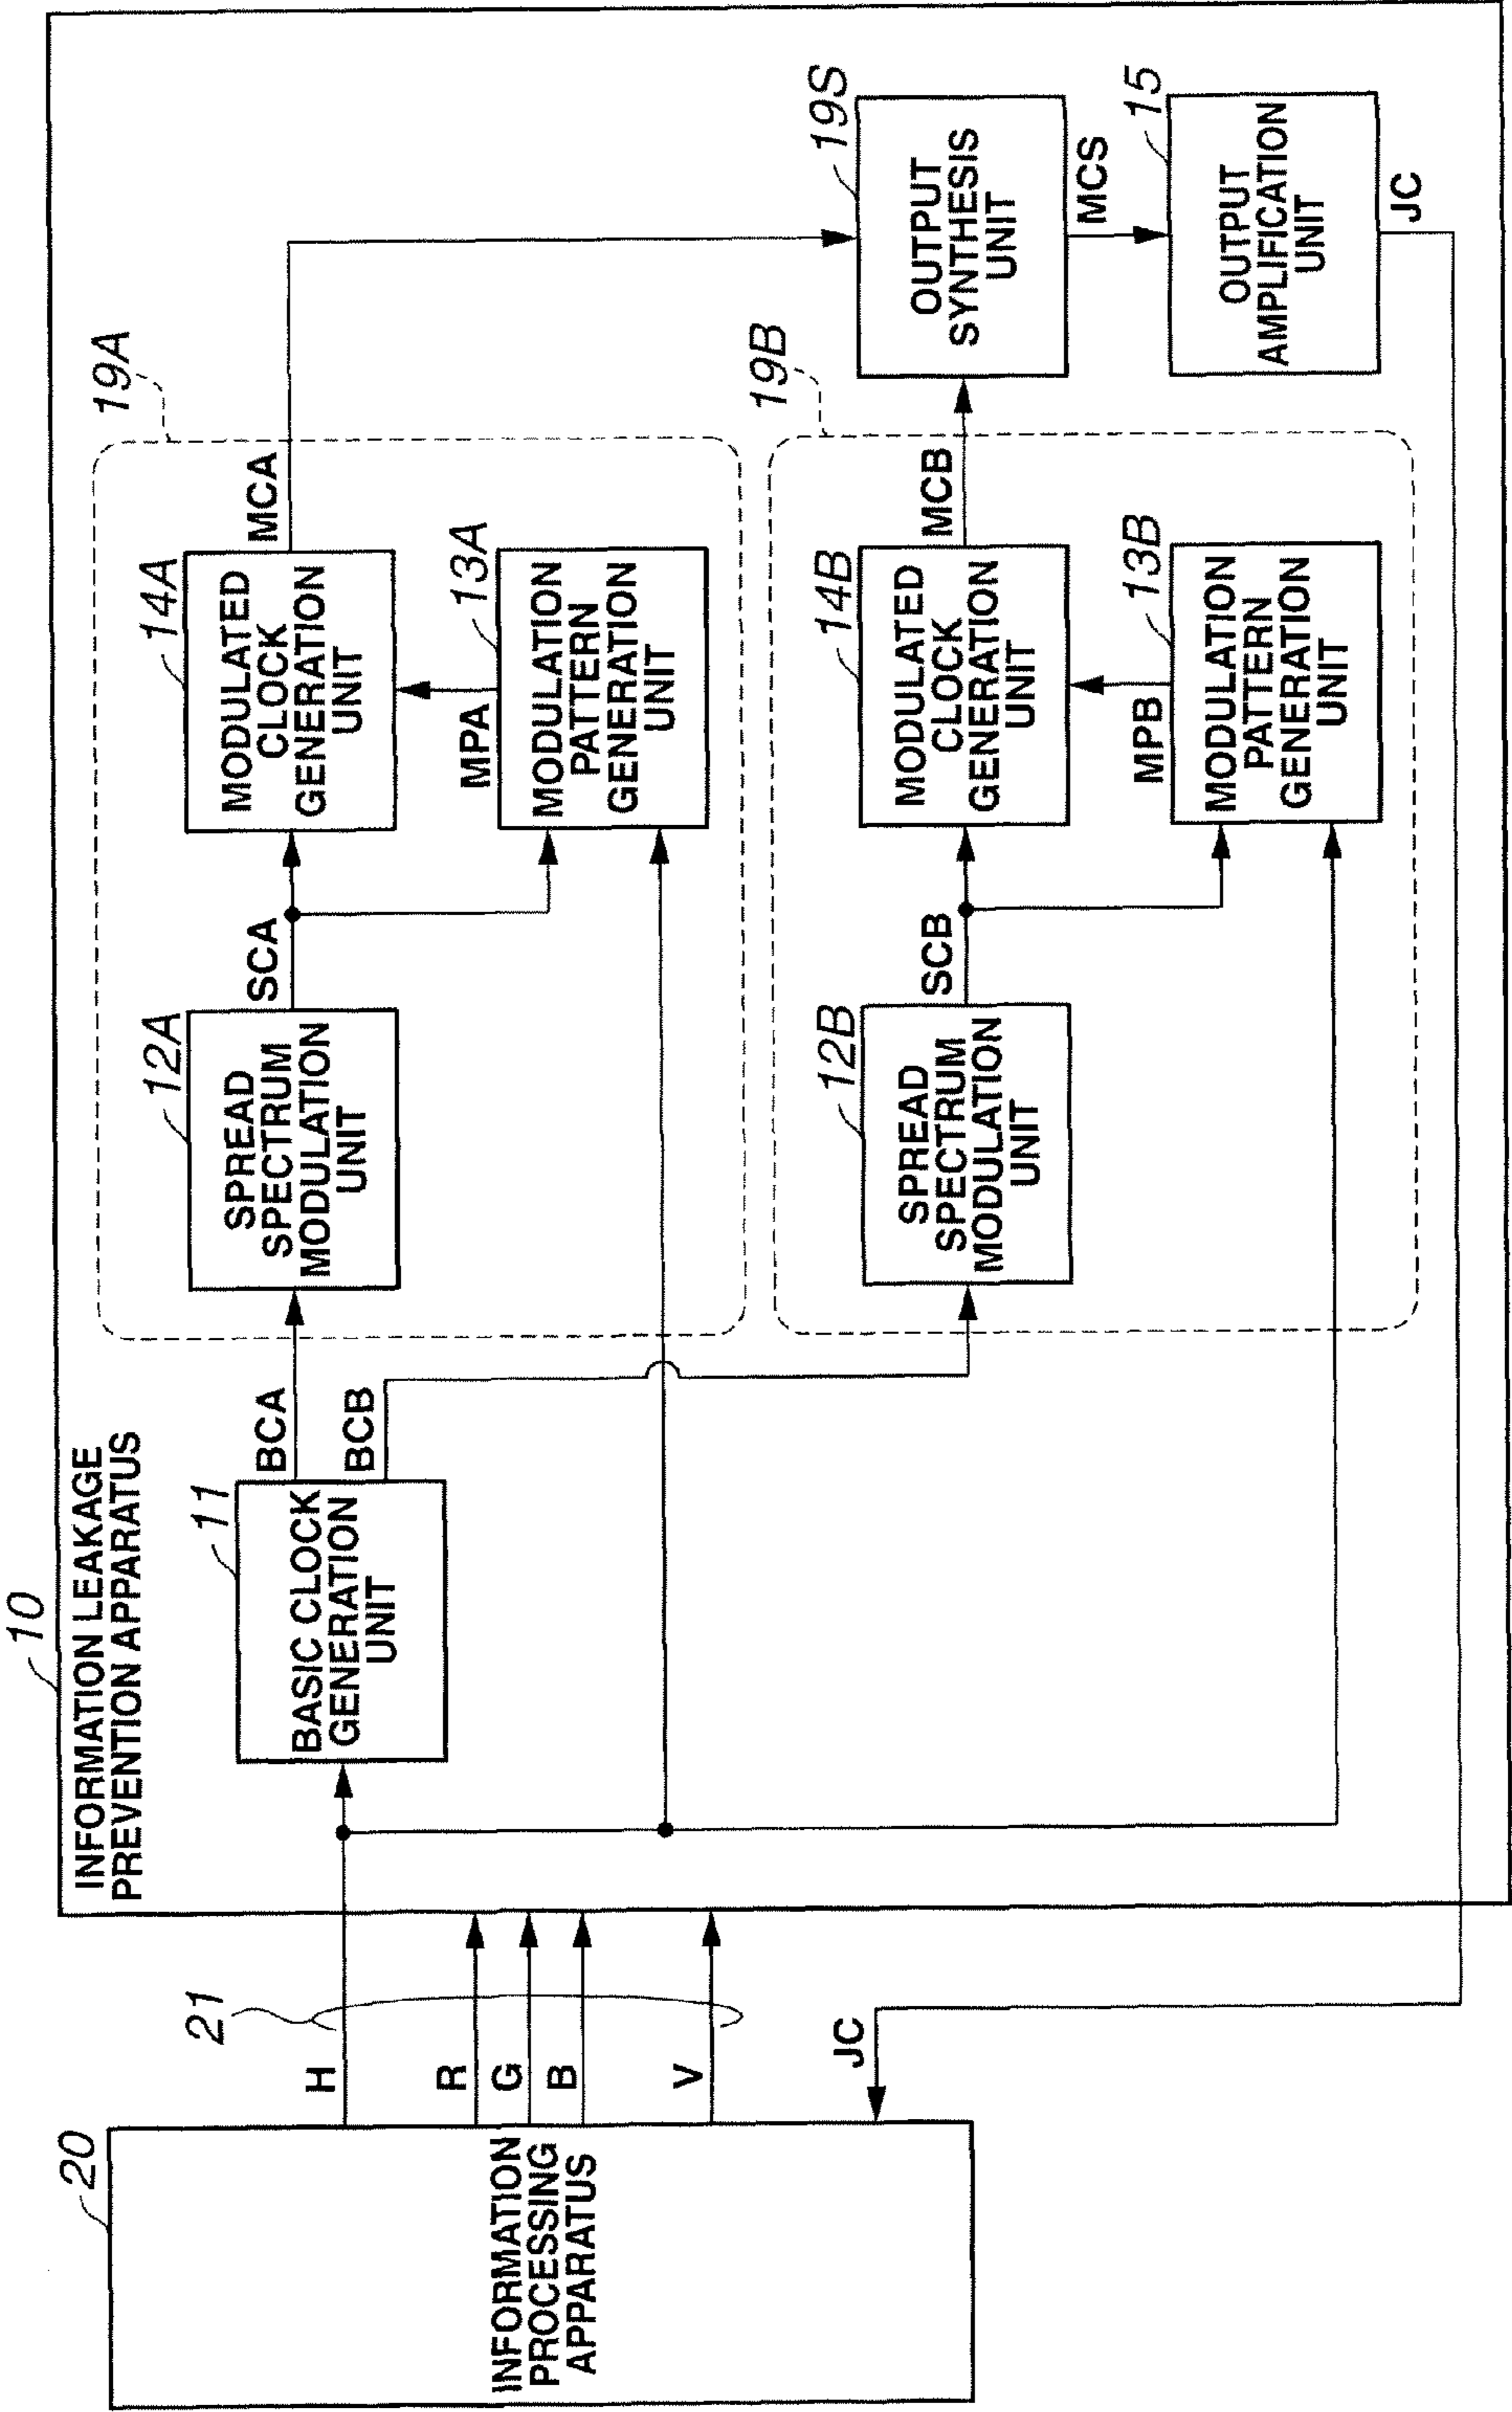 10
INFORMATION LEAKAGE
PREVENTION APPARATUS
20
INFORMATION
PROCESSING
APPARATUS
21
H
R
G
B
V
JC
11
BASIC CLOCK
GENERATION
UNIT
BCA
BCB
19A
12A
SPREAD
SPECTRUM
MODULATION
UNIT
SCA
14A
MODULATED
CLOCK
GENERATION
UNIT
MCA
MPA
13A
MODULATION
PATTERN
GENERATION
UNIT
19B
12B
SPREAD
SPECTRUM
MODULATION
UNIT
SCB
14B
MODULATED
CLOCK
GENERATION
UNIT
MCB
MPB
13B
MODULATION
PATTERN
GENERATION
UNIT
19S
OUTPUT
SYNTHESIS
UNIT
MCS
15
OUTPUT
AMPLIFICATION
UNIT
JC